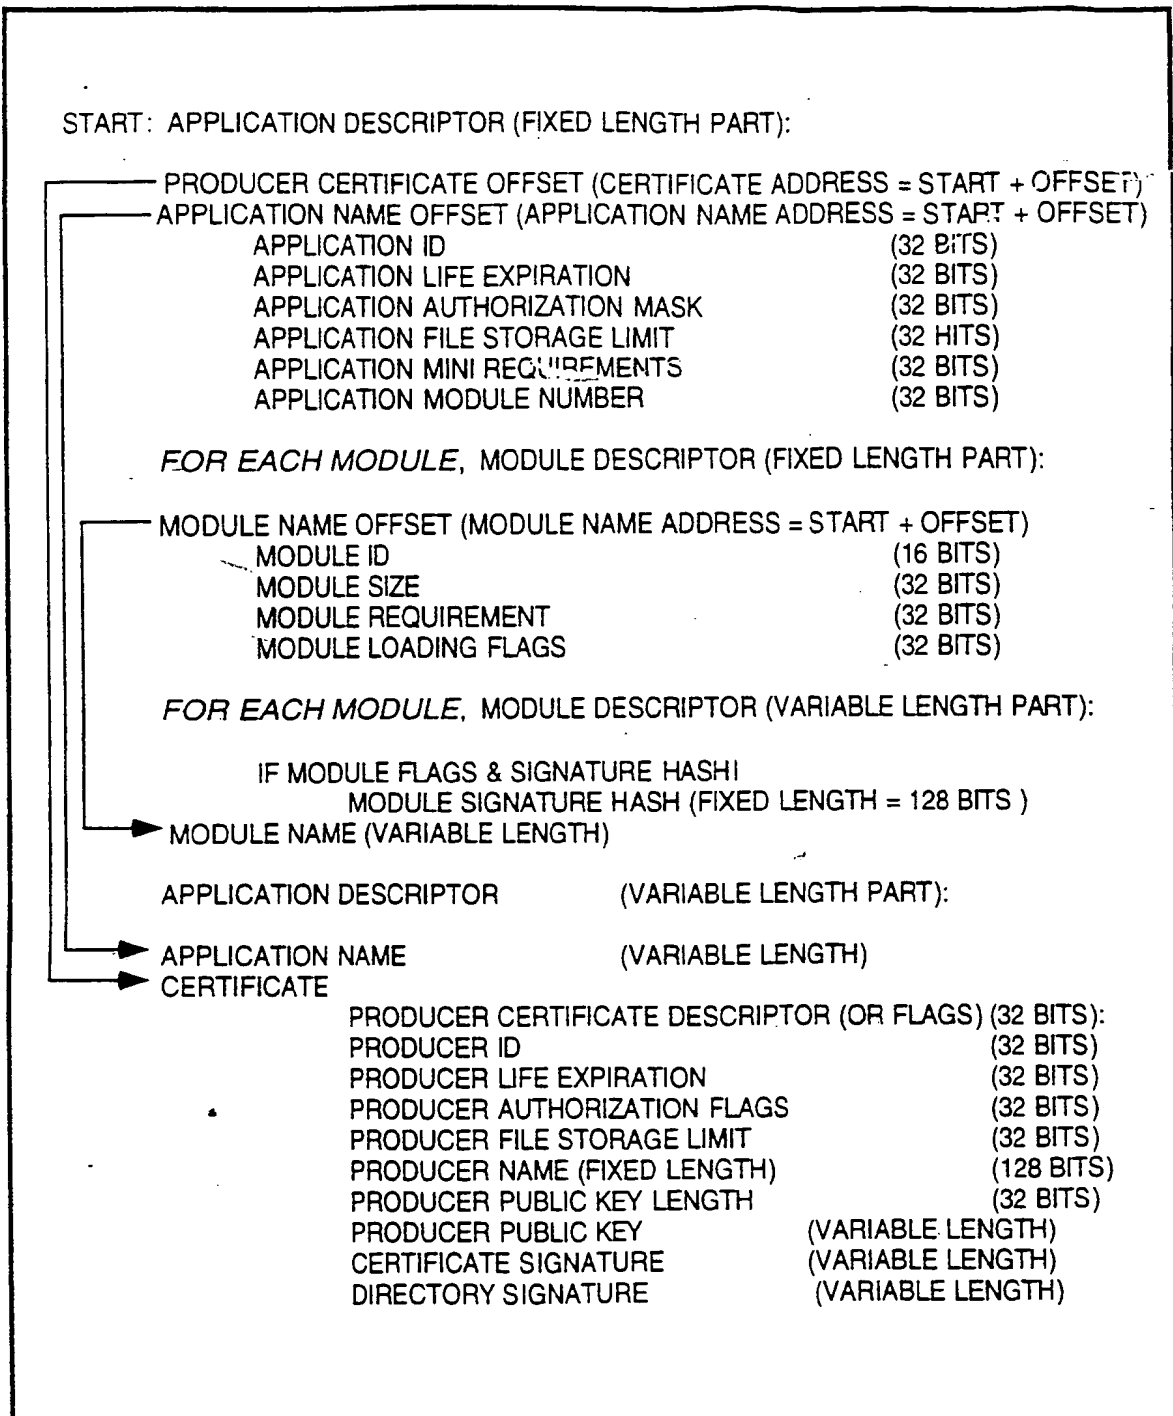 START: APPLICATION DESCRIPTOR (FIXED LENGTH PART):
PRODUCER CERTIFICATE OFFSET (CERTIFICATE ADDRESS = START + OFFSET)
APPLICATION NAME OFFSET (APPLICATION NAME ADDRESS = START + OFFSET)
APPLICATION ID (32 BITS)
APPLICATION LIFE EXPIRATION (32 BITS)
APPLICATION AUTHORIZATION MASK (32 BITS)
APPLICATION FILE STORAGE LIMIT (32 HITS)
APPLICATION MINI REQUIREMENTS (32 BITS)
APPLICATION MODULE NUMBER (32 BITS)
FOR EACH MODULE, MODULE DESCRIPTOR (FIXED LENGTH PART):
MODULE NAME OFFSET (MODULE NAME ADDRESS = START + OFFSET)
MODULE ID (16 BITS)
MODULE SIZE (32 BITS)
MODULE REQUIREMENT (32 BITS)
MODULE LOADING FLAGS (32 BITS)
FOR EACH MODULE, MODULE DESCRIPTOR (VARIABLE LENGTH PART):
IF MODULE FLAGS & SIGNATURE HASHI
MODULE SIGNATURE HASH (FIXED LENGTH = 128 BITS )
MODULE NAME (VARIABLE LENGTH)
APPLICATION DESCRIPTOR (VARIABLE LENGTH PART):
APPLICATION NAME (VARIABLE LENGTH)
CERTIFICATE
PRODUCER CERTIFICATE DESCRIPTOR (OR FLAGS) (32 BITS):
PRODUCER ID (32 BITS)
PRODUCER LIFE EXPIRATION (32 BITS)
PRODUCER AUTHORIZATION FLAGS (32 BITS)
PRODUCER FILE STORAGE LIMIT (32 BITS)
PRODUCER NAME (FIXED LENGTH) (128 BITS)
PRODUCER PUBLIC KEY LENGTH (32 BITS)
PRODUCER PUBLIC KEY (VARIABLE LENGTH)
CERTIFICATE SIGNATURE (VARIABLE LENGTH)
DIRECTORY SIGNATURE (VARIABLE LENGTH)